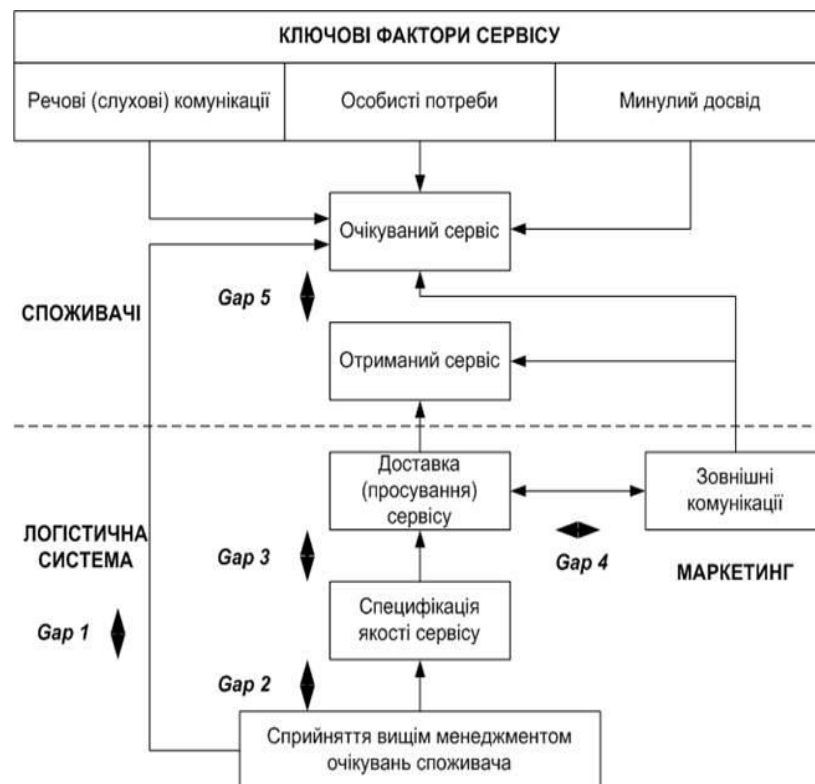 КЛЮЧОВІ ФАКТОРИ СЕРВІСУ
Речові (слухові) комунікації
Особисті потреби
Минулий досвід
Очікуваний сервіс
Gap 5
СПОЖИВАЧІ
Отриманий сервіс
Доставка
(просування)
сервісу
Зовнішні
комунікації
ЛОГІСТИЧНА
СИСТЕМА
Gap 3
Gap 4
МАРКЕТИНГ
Gap 1
Специфікація
якості сервісу
Gap 2
Сприйняття вищім менеджментом
очікувань споживача